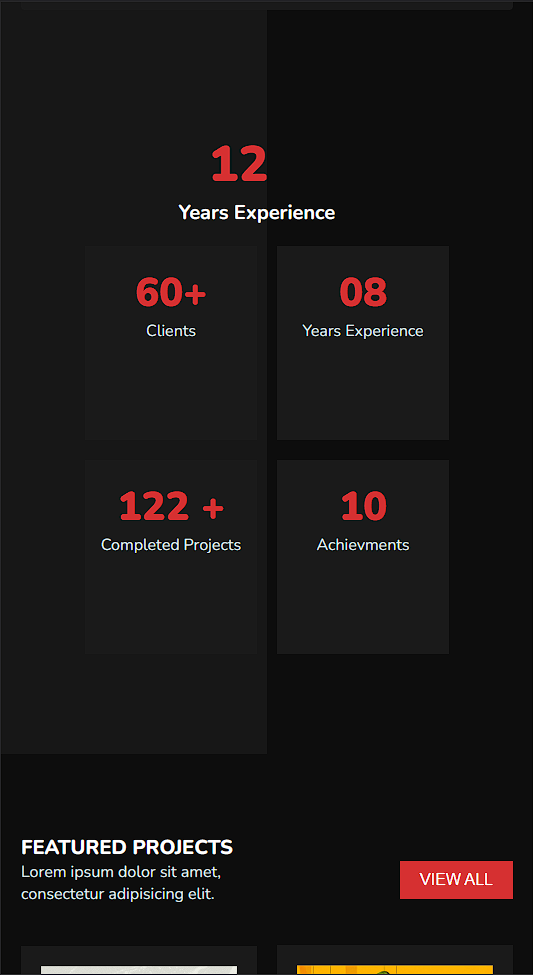 12
Years Experience
60+
Clients
08
Years Experience
122 +
Completed Projects
10
Achievments
FEATURED PROJECTS
Lorem ipsum dolor sit amet,
consectetur adipisicing elit.
VIEW ALL